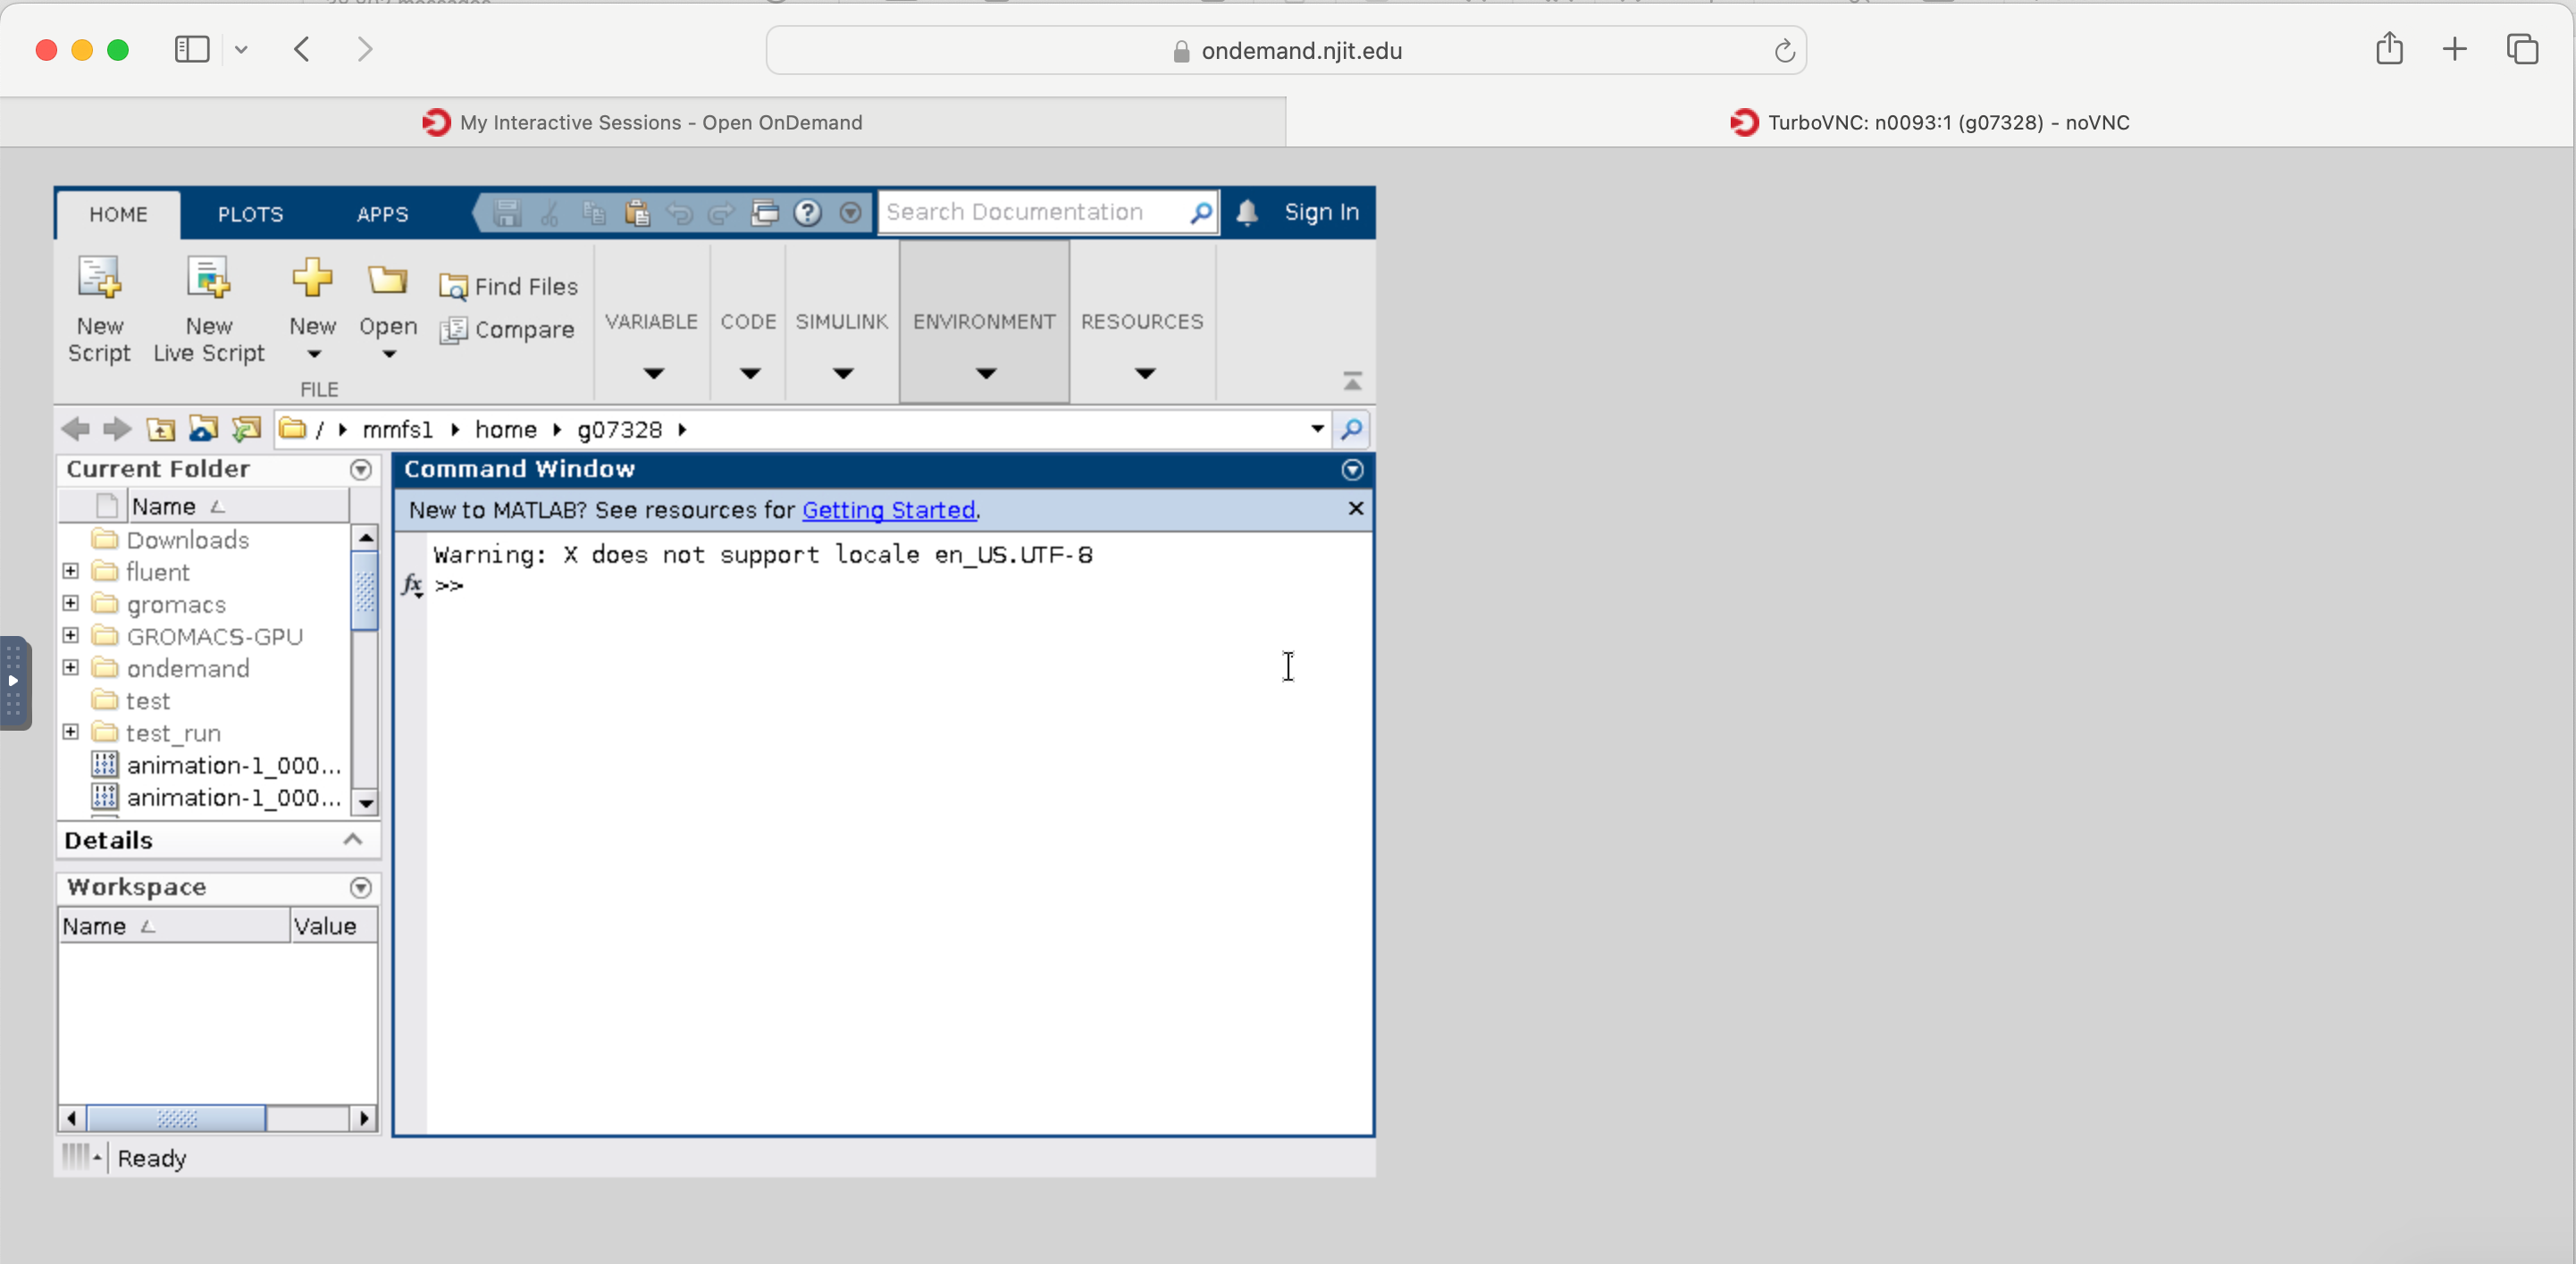 ondemand.njit.edu
My Interactive Sessions - Open OnDemand
TurboVNC: n0093:1 (g07328) - noVNC
HOME PLOTS APPS Search Documentation Sign In
New Script
New Live Script
New
Open
Find Files
Compare
FILE
VARIABLE
CODE
SIMULINK
ENVIRONMENT
RESOURCES
/ mmfs1 home g07328
Current Folder
Name
Downloads
fluent
gromacs
GROMACS-GPU
ondemand
test
test_run
animation-1_000...
animation-1_000...
Details
Workspace
Name Value
Command Window
New to MATLAB? See resources for Getting Started.
Warning: X does not support locale en_US.UTF-8
fx >>
Ready